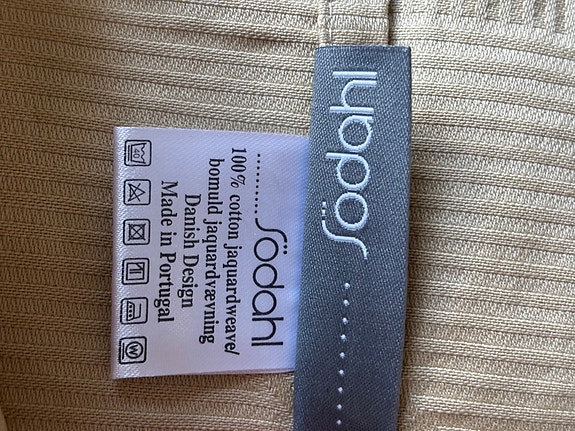 södahl
Södahl
100% cotton jaquardweave/
bomuld jaquardvævning
Danish Design
Made in Portugal